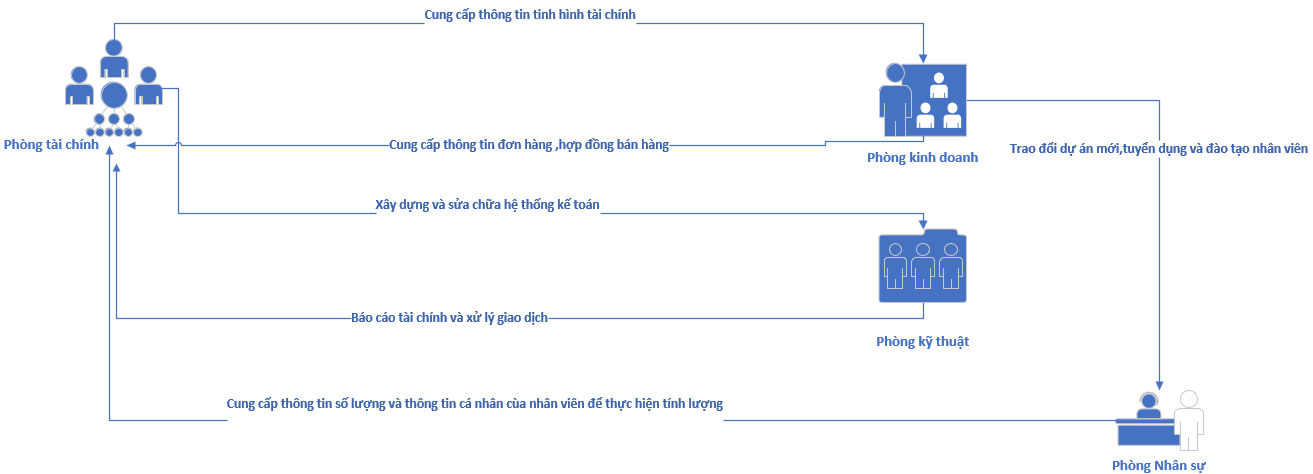 Cung cấp thông tin tình hình tài chính
Phòng tài chính
Cung cấp thông tin đơn hàng ,hợp đồng bán hàng
Phòng kinh doanh
Trao đổi dự án mới,tuyển dụng và đào tạo nhân viên
Xây dựng và sửa chữa hệ thống kế toán
Báo cáo tài chính và xử lý giao dịch
Phòng kỹ thuật
Cung cấp thông tin số lượng và thông tin cá nhân cùa nhân viên để thực hiện tính lượng
Phòng Nhân sự